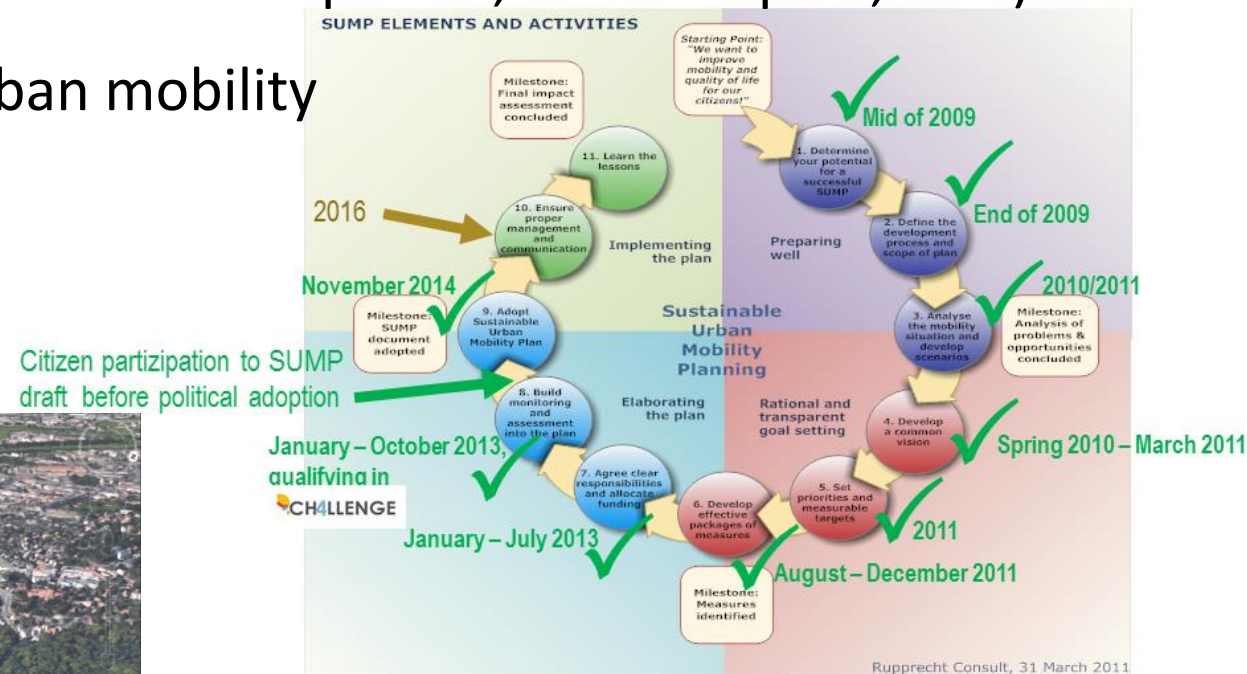 ban mobility
SUMP ELEMENTS AND ACTIVITIES
Starting Point:
"We want to
improve
mobility and
quality of life
for our
citizens!"
Milestone:
Final impact
assessment
concluded
Mid of 2009
1. Determine
your potential
for a
successful
SUMP
11. Learn the
lessons
End of 2009
2. Define the
development
process and
scope of plan
2016
10. Ensure
proper
management
and
communication
Implementing
the plan
Preparing
well
November 2014
2010/2011
Milestone:
SUMP
document
adopted
9. Adopt
Sustainable
Urban
Mobility Plan
Sustainable
Urban
Mobility
Planning
3. Analyse
the mobility
situation and
develop
scenarios
Milestone:
Analysis of
problems &
opportunities
concluded
Citizen partizipation to SUMP
draft before political adoption
8. Build
monitoring
and
assessment
into the plan
Elaborating
the plan
Rational and
transparent
goal setting
4. Develop
a common
vision
Spring 2010 – March 2011
January – October 2013,
qualifying in
CH4LLENGE
7. Agree clear
responsibilities
and allocate
funding
6. Develop
effective
packages of
measures
5. Set
priorities and
measurable
targets
2011
January – July 2013
August – December 2011
Milestone:
Measures
identified
Rupprecht Consult, 31 March 2011